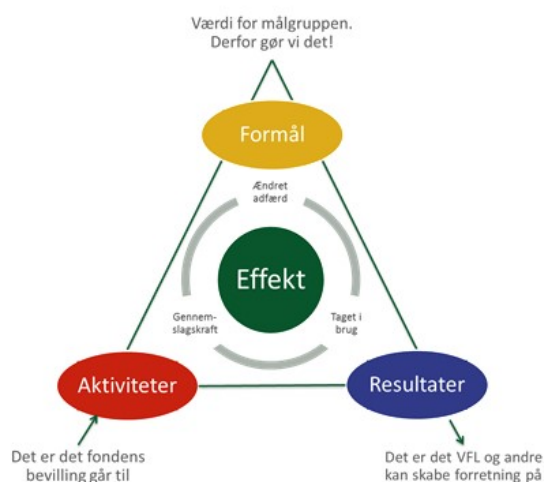 Værdi for målgruppen.
Derfor gør vi det!
Formål
Ændret
adfærd
Effekt
Gennem-
slagskraft
Taget i
brug
Aktiviteter
Resultater
Det er det fondens
bevilling går til
Det er det VFL og andre
kan skabe forretning på